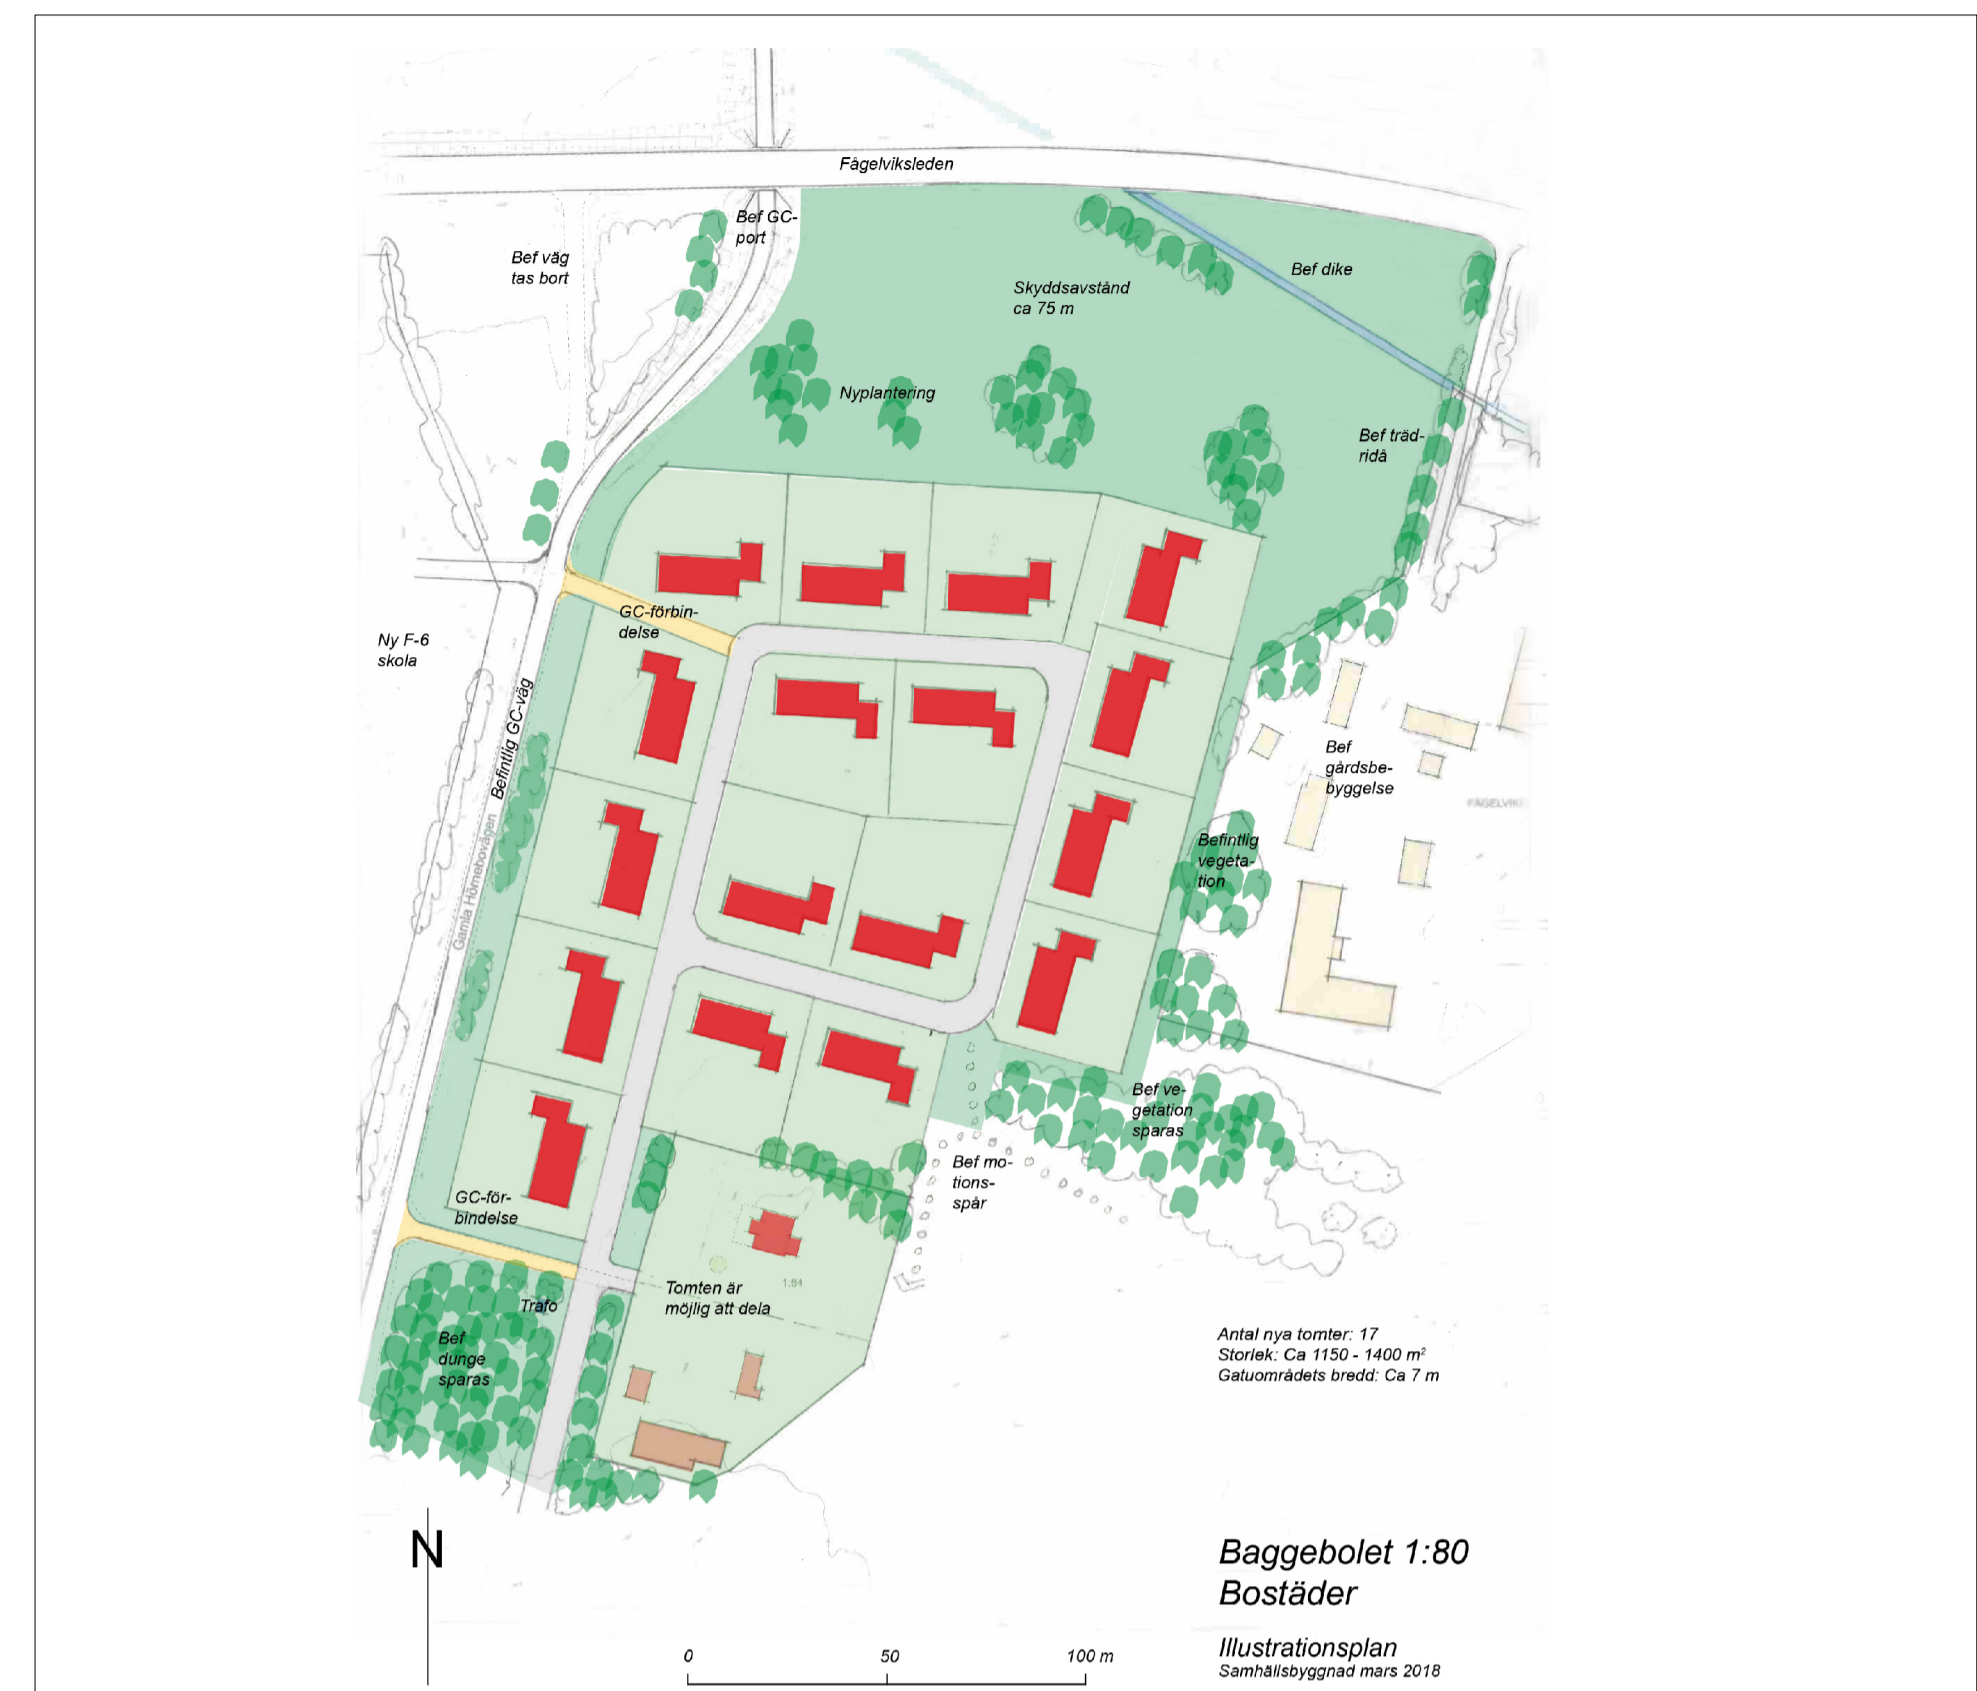 Fågelviksleden
Bef GC-
port
Bef väg
tas bort
Bef dike
Skyddsavstånd
ca 75 m
Nyplantering
Bef träd-
ridå
GC-förbin-
delse
Ny F-6
skola
Befintlig GC-väg
Gamla Hörnebovägen
Bef
gårdsbe-
byggelse
FÅGELVIK
Befintlig
vegeta-
tion
Bef ve-
getation
sparas
Bef mo-
tions-
spår
GC-för-
bindelse
Trafo
Tomten är
möjlig att dela
1:84
Bef
dunge
sparas
Antal nya tomter: 17
Storlek: Ca 1150 - 1400 m²
Gatuområdets bredd: Ca 7 m
N
Baggebolet 1:80
Bostäder
Illustrationsplan
Samhällsbyggnad mars 2018
0 50 100 m